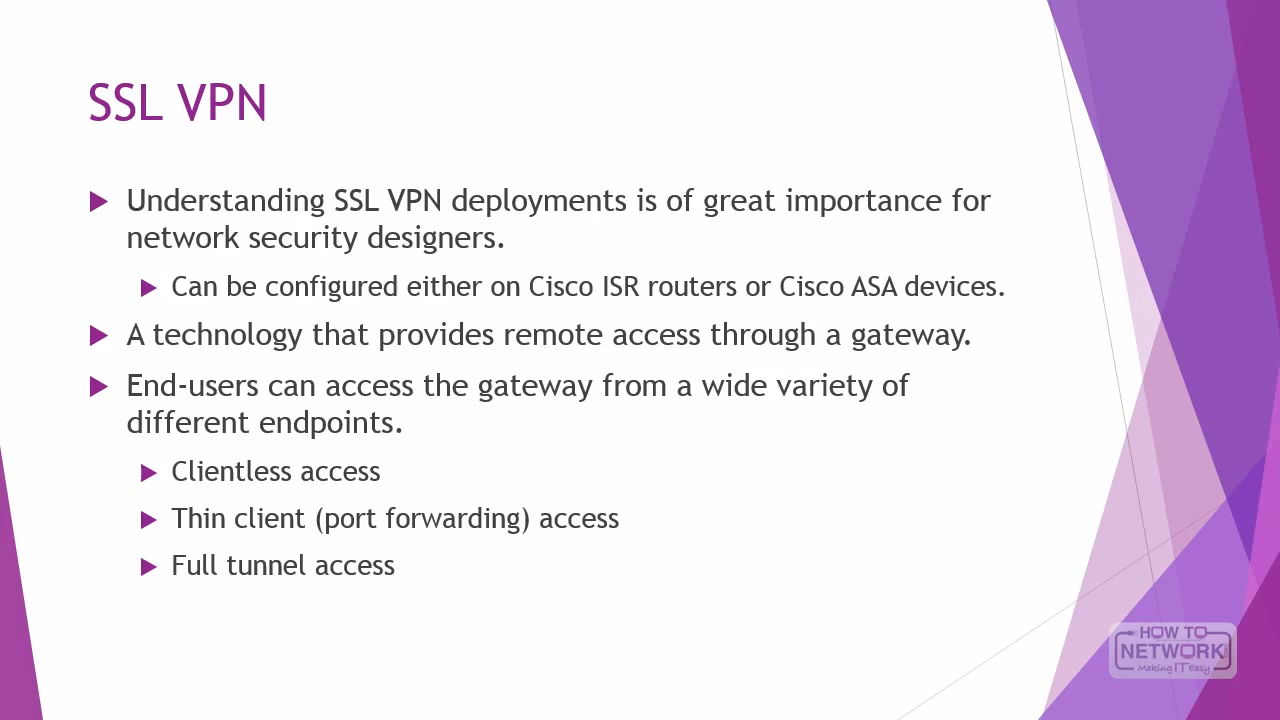 SSL VPN
Understanding SSL VPN deployments is of great importance for
network security designers.
Can be configured either on Cisco ISR routers or Cisco ASA devices.
A technology that provides remote access through a gateway.
End-users can access the gateway from a wide variety of
different endpoints.
Clientless access
Thin client (port forwarding) access
Full tunnel access
HOW TO
NETWORK
Making IT Easy